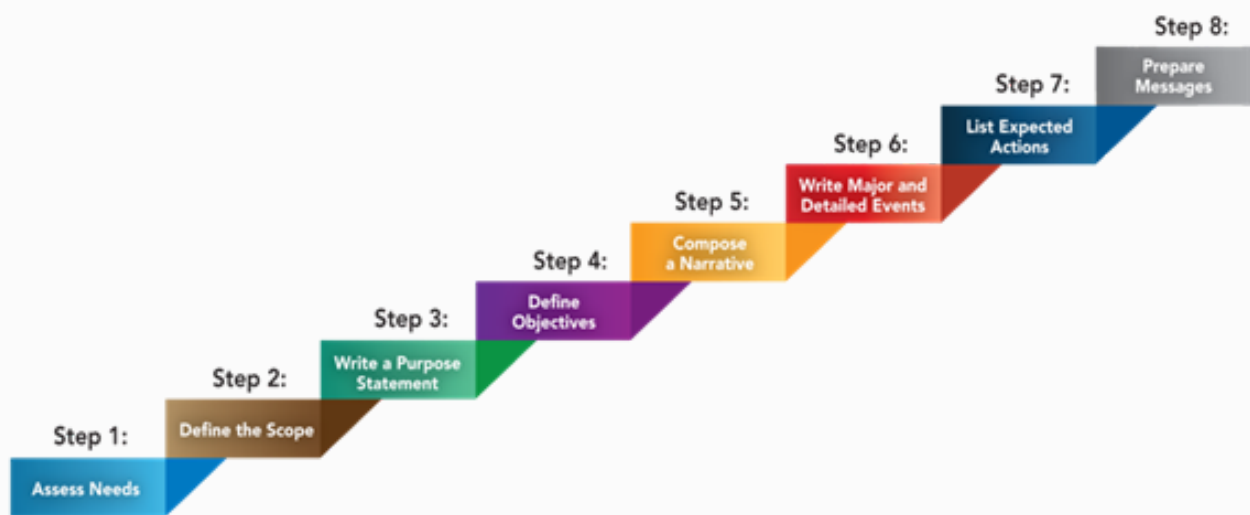 Step 1:
Assess Needs
Step 2:
Define the Scope
Step 3:
Write a Purpose
Statement
Step 4:
Define
Objectives
Step 5:
Compose
a Narrative
Step 6:
Write Major and
Detailed Events
Step 7:
List Expected
Actions
Step 8:
Prepare
Messages